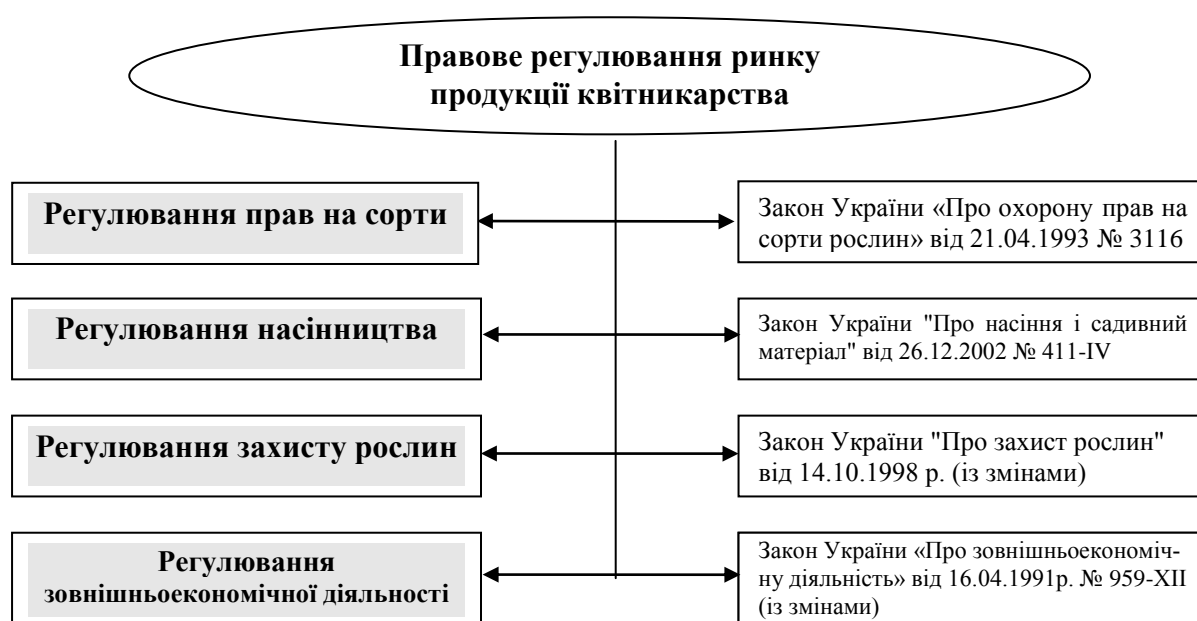 Правове регулювання ринку
продукції квітникарства
Регулювання прав на сорти
Закон України «Про охорону прав на
сорти рослин» від 21.04.1993 № 3116
Регулювання насінництва
Закон України "Про насіння і садивний
матеріал" від 26.12.2002 № 411-IV
Регулювання захисту рослин
Закон України "Про захист рослин"
від 14.10.1998 р. (із змінами)
Регулювання
зовнішньоекономічної діяльності
Закон України «Про зовнішньоекономіч-
ну діяльність» від 16.04.1991р. № 959-XII
(із змінами)